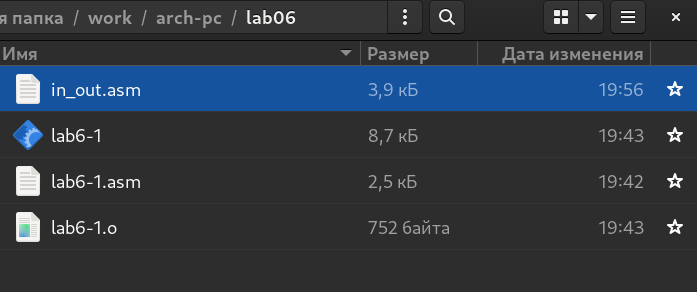 я папка / work / arch-pc / lab06
Имя Размер Дата изменения
in_out.asm 3,9 кБ 19:56
lab6-1 8,7 кБ 19:43
lab6-1.asm 2,5 кБ 19:42
lab6-1.o 752 байта 19:43